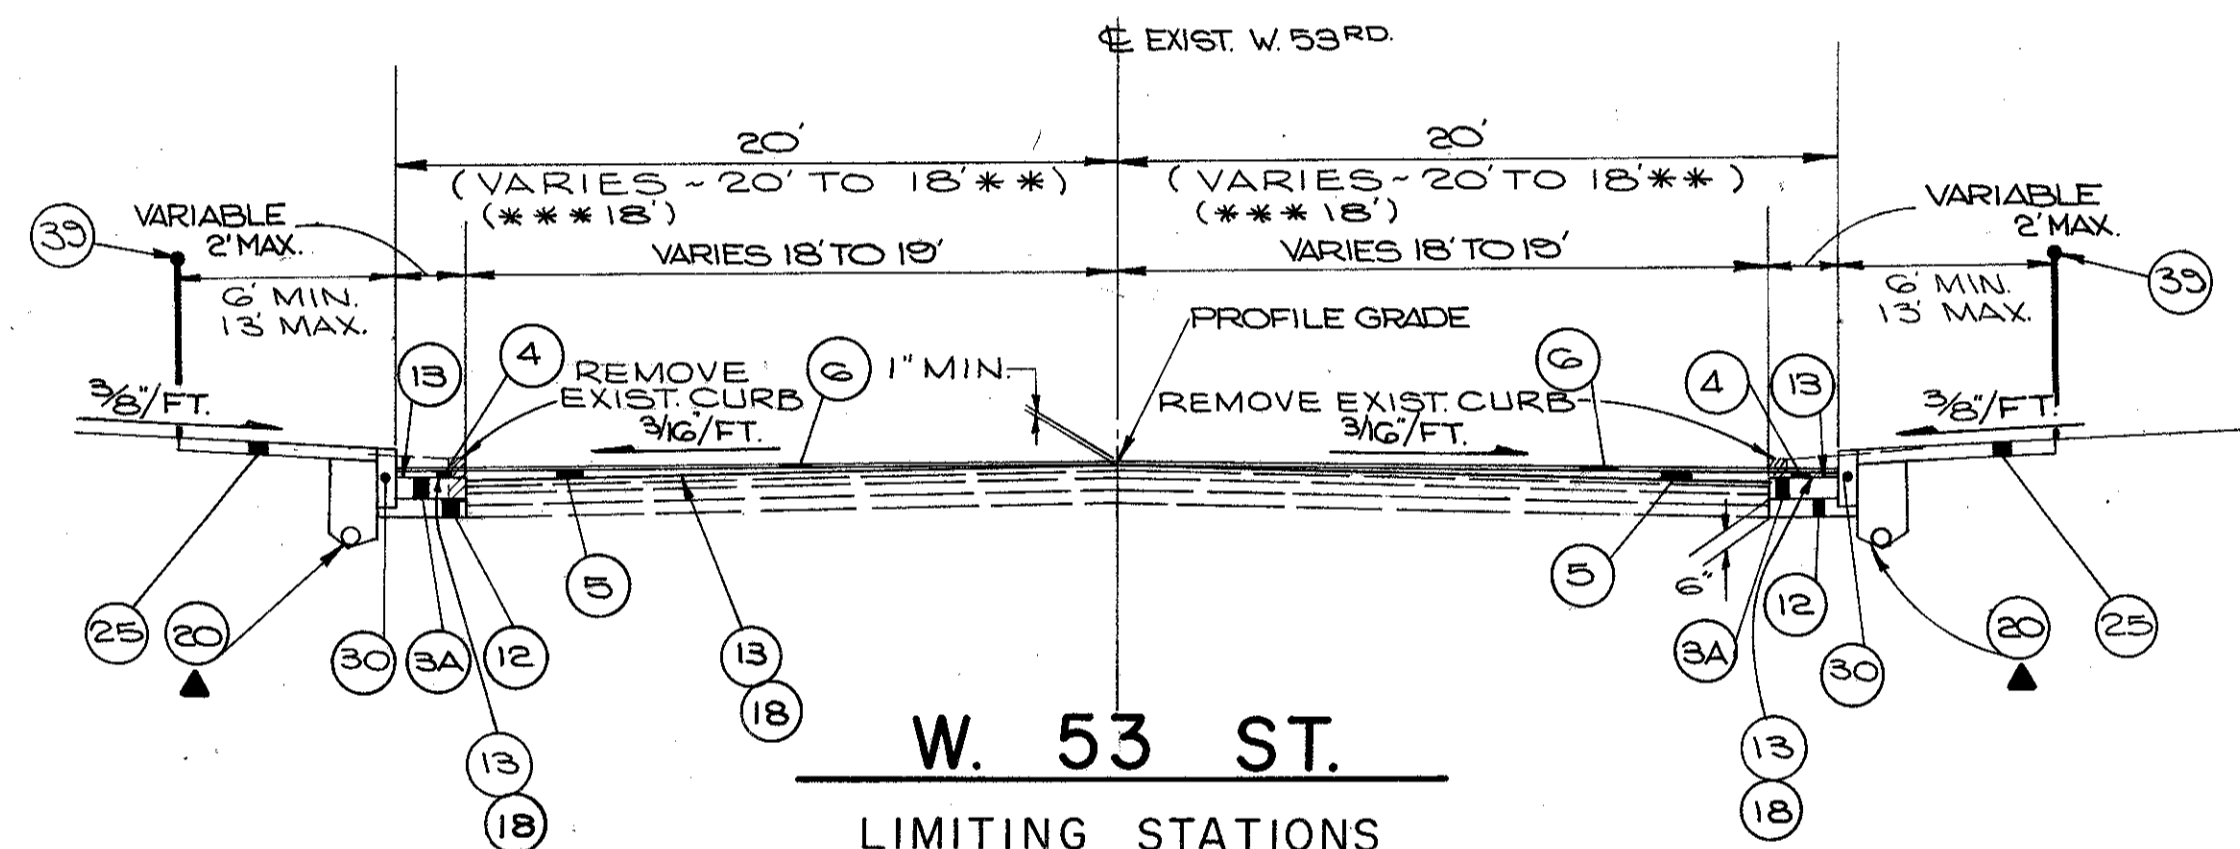 ℄ EXIST. W. 53RD.
20'
20'
(VARIES ~ 20' TO 18'**)
(***18')
(VARIES ~ 20' TO 18'**)
(***18')
39
VARIABLE
2' MAX.
VARIES 18' TO 19'
VARIES 18' TO 19'
VARIABLE
2' MAX.
39
6' MIN.
13' MAX.
6' MIN.
13' MAX.
PROFILE GRADE
13
4
REMOVE
EXIST. CURB
6
1" MIN.
6
REMOVE EXIST. CURB
4
13
3/8"/FT.
3/16"/FT.
3/16"/FT.
3/8"/FT.
25
20
30
3A
12
5
13
18
13
18
5
6"
3A
12
30
20
25
13
18
W. 53 ST.
LIMITING STATIONS